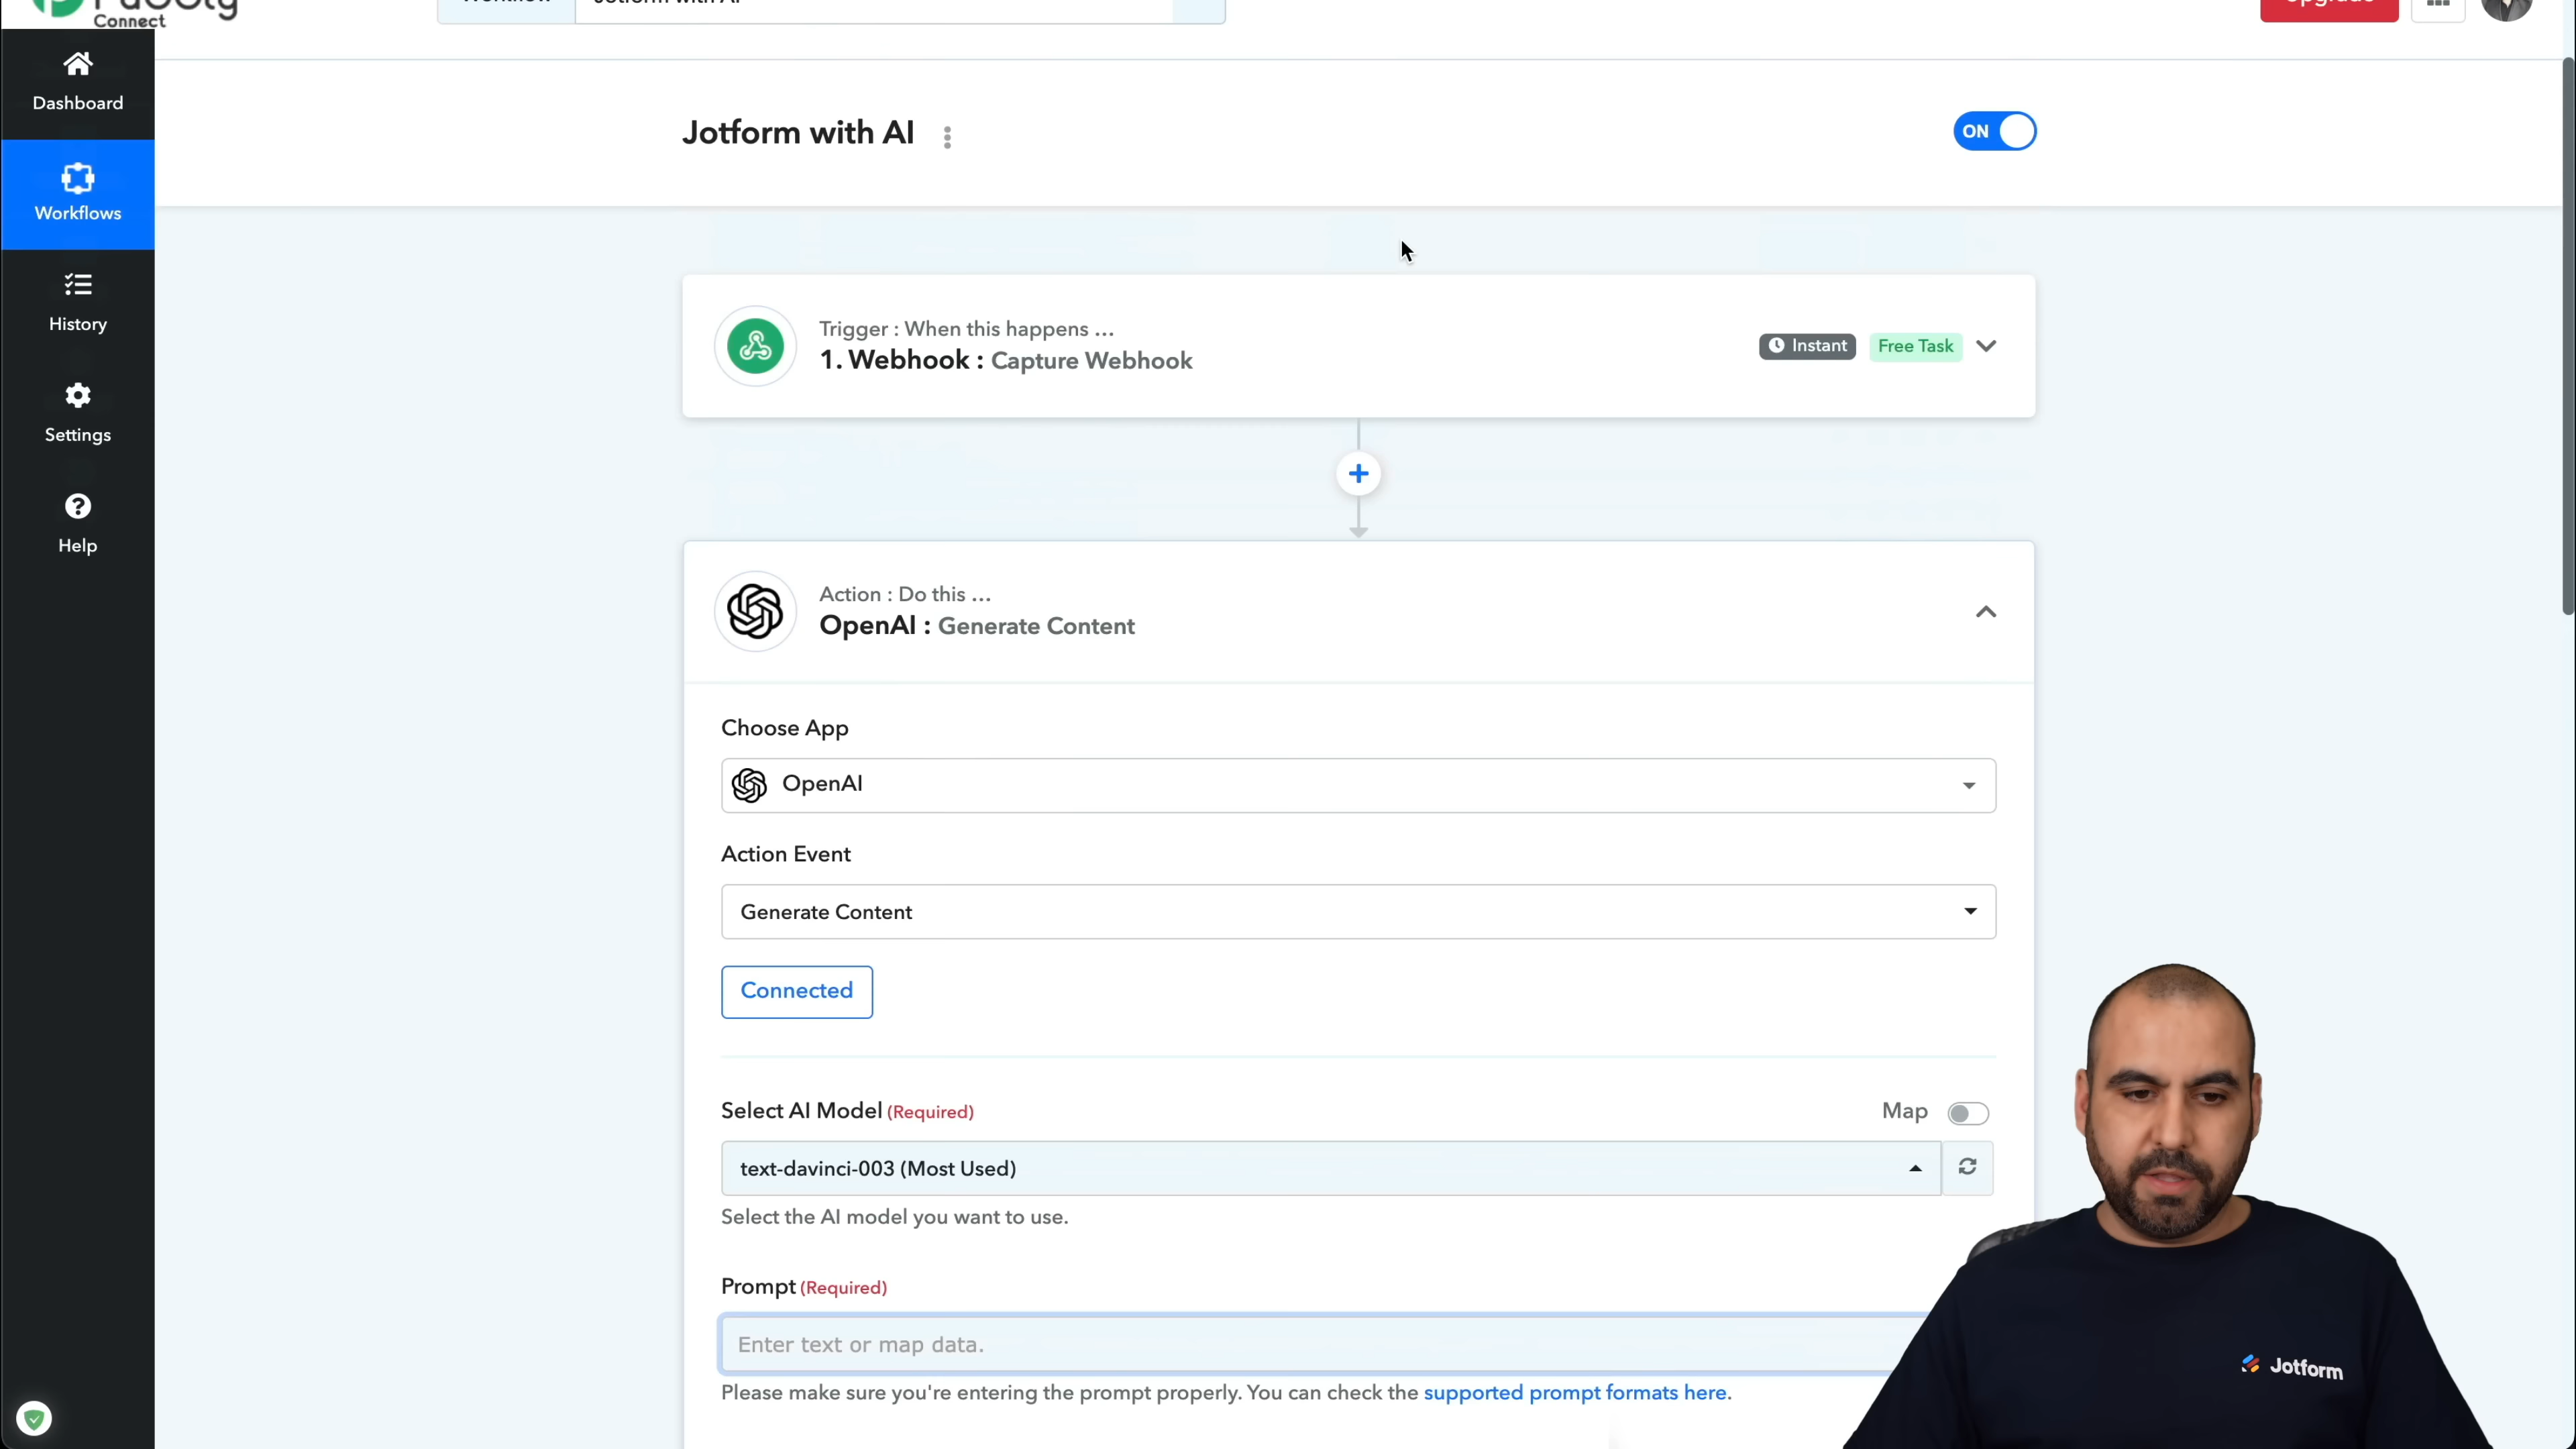 Connect
Jotform with AI
Dashboard
Workflows
History
Settings
Help
Jotform with AI
ON
Trigger : When this happens ...
1. Webhook : Capture Webhook
Instant
Free Task
Action : Do this ...
OpenAI : Generate Content
Choose App
OpenAI
Action Event
Generate Content
Connected
Select AI Model (Required)
Map
text-davinci-003 (Most Used)
Select the AI model you want to use.
Prompt (Required)
Enter text or map data.
Please make sure you're entering the prompt properly. You can check the supported prompt formats here.
Jotform